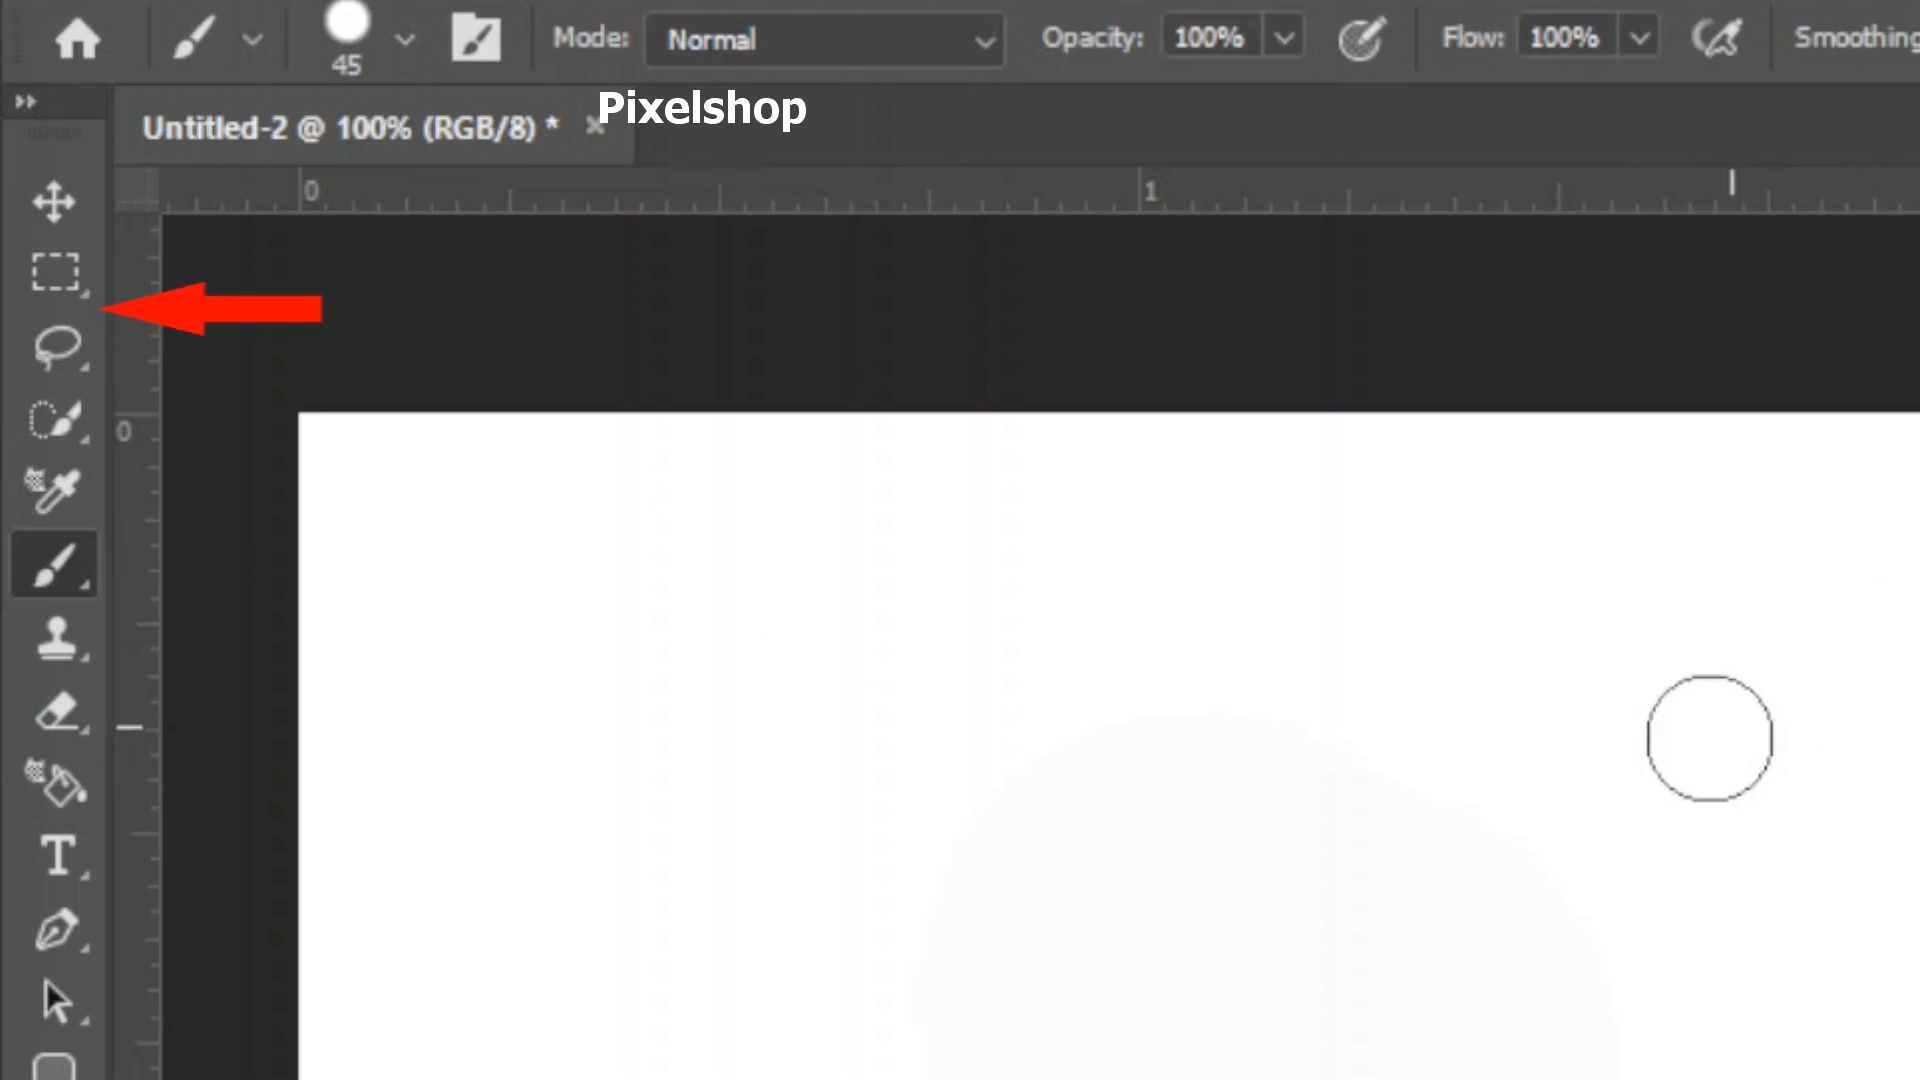 Mode: Normal Opacity: 100% Flow: 100% Smoothing
45
Pixelshop
Untitled-2 @ 100% (RGB/8) *
0 1
0